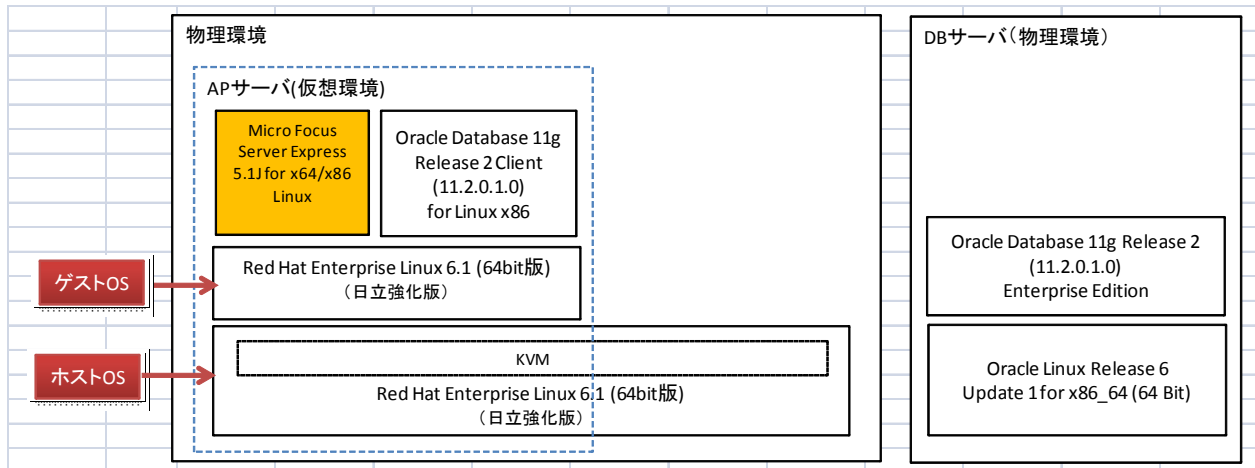 物理環境
APサーバ(仮想環境)
Micro Focus
Server Express
5.1J for x64/x86
Linux
Oracle Database 11g
Release 2 Client
(11.2.0.1.0)
for Linux x86
ゲストOS
Red Hat Enterprise Linux 6.1 (64bit版)
（日立強化版）
ホストOS
KVM
Red Hat Enterprise Linux 6.1 (64bit版)
（日立強化版）
DBサーバ（物理環境）
Oracle Database 11g Release 2
(11.2.0.1.0)
Enterprise Edition
Oracle Linux Release 6
Update 1 for x86_64 (64 Bit)